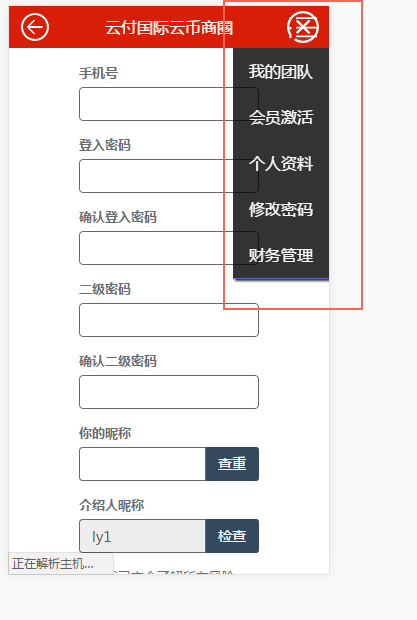 云付国际云币商圈
我的团队
会员激活
个人资料
修改密码
财务管理
手机号
登入密码
确认登入密码
二级密码
确认二级密码
你的昵称
查重
介绍人昵称
ly1 检查
正在解析主机...